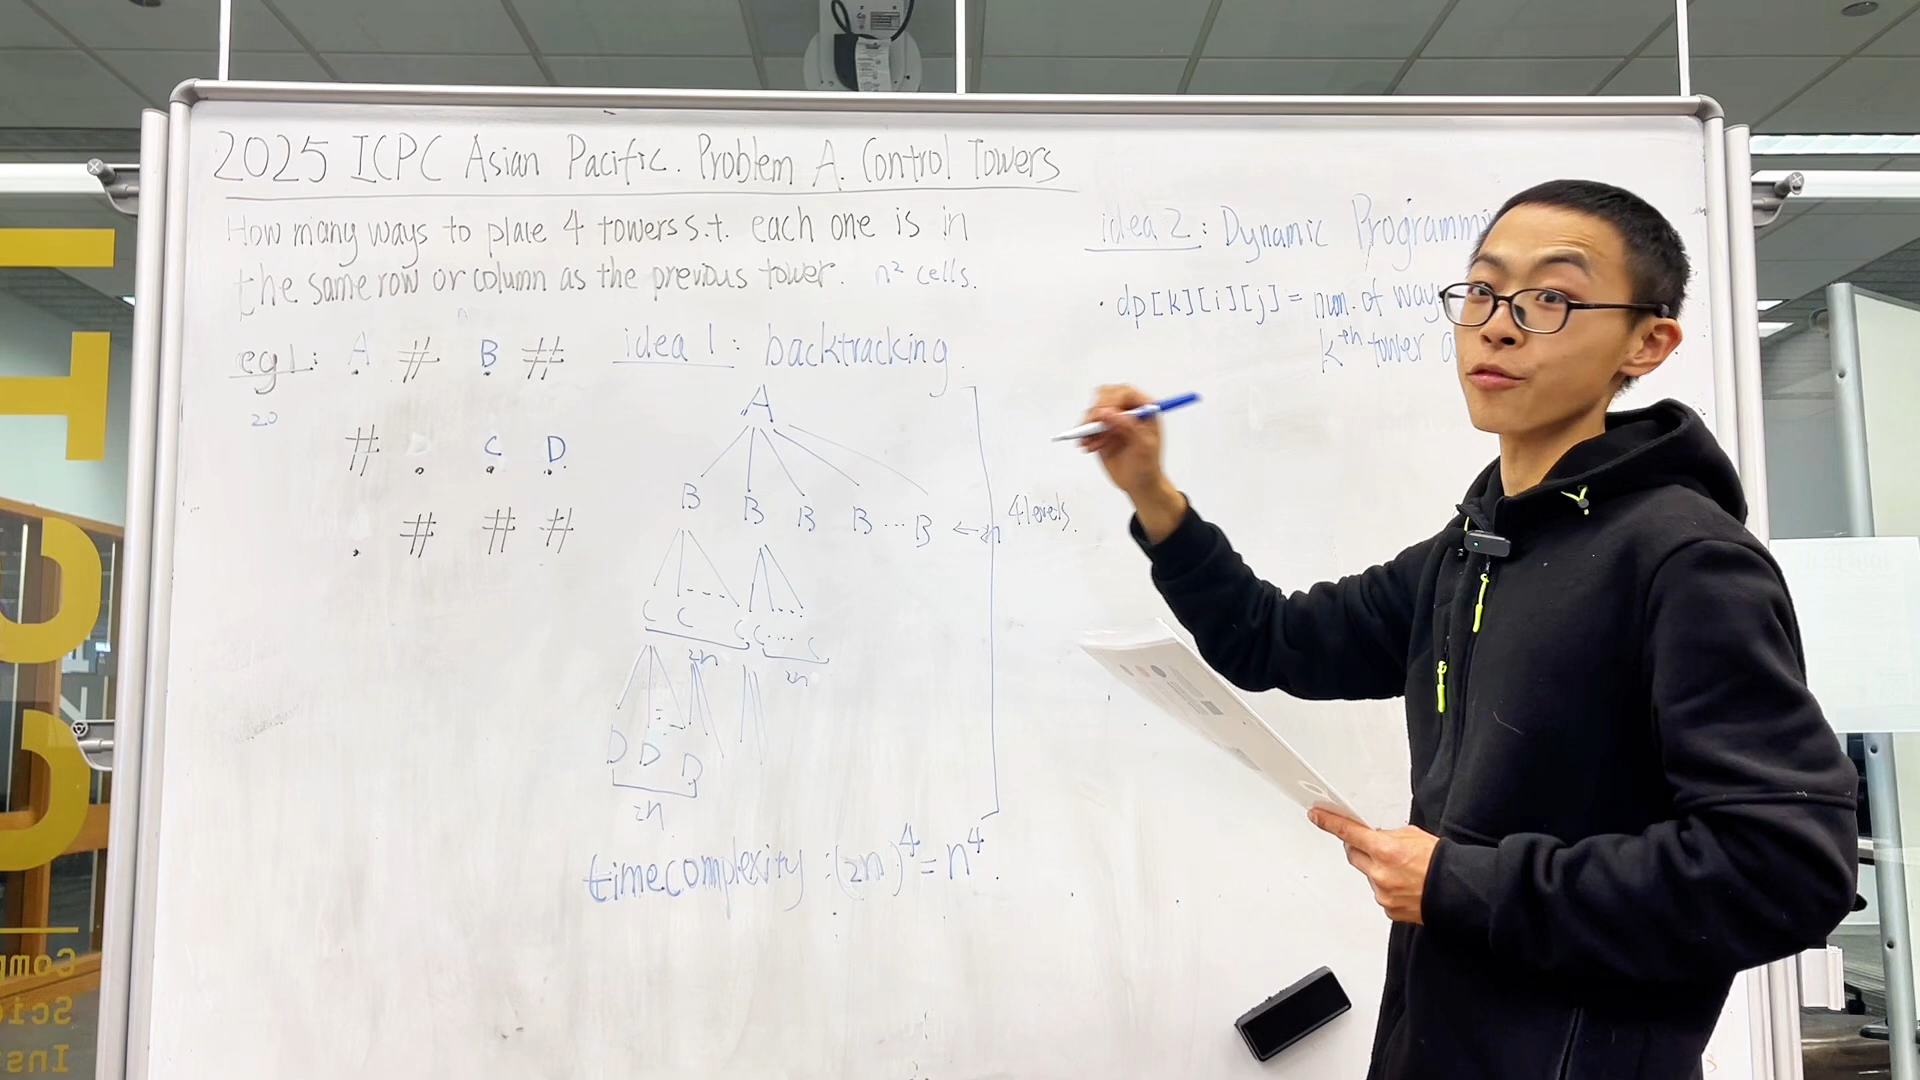 2025 ICPC Asian Pacific. Problem A. Control Towers
How many ways to place 4 towers s.t. each one is in
the same row or column as the previous tower. n² cells.
eg1: A # B ##
20
# D C D
. # # #
idea 1: backtracking.
A
B B B B ... B ← 2n
4 levels.
C C C C .... C
2n 2n
D D D
2n
time complexity: (2n)⁴ = n⁴.
idea 2: Dynamic
· dp[k][i][j] = num. of ways
kᵗʰ tower